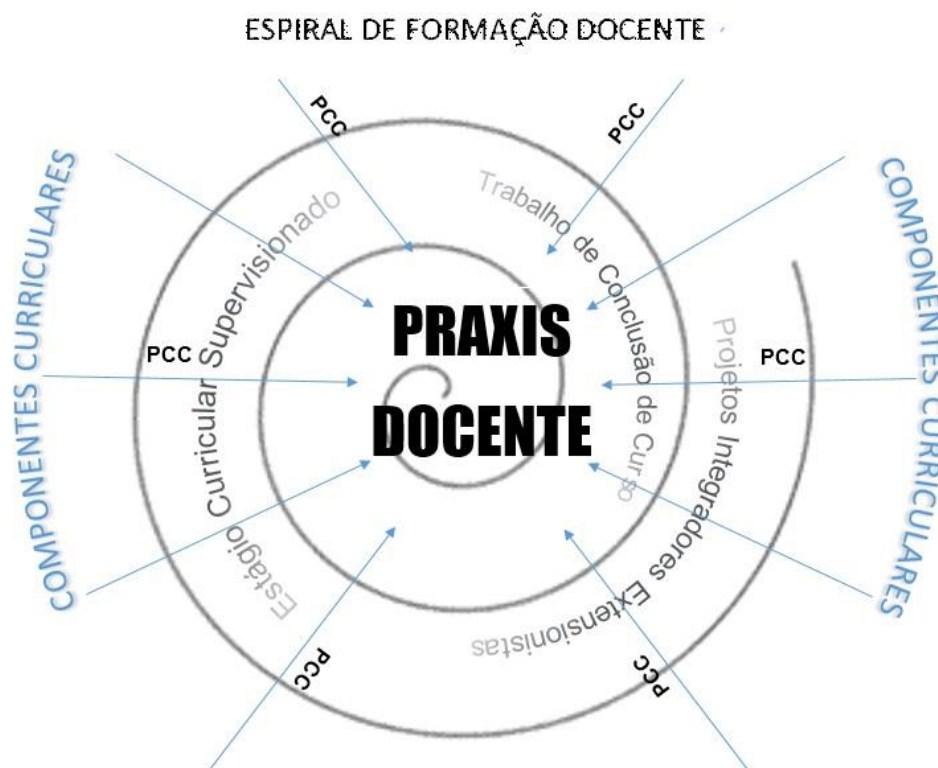 ESPIRAL DE FORMAÇÃO DOCENTE
PCC
PCC
COMPONENTES CURRICULARES
COMPONENTES CURRICULARES
Estágio Curricular Supervisionado
Trabalho de Conclusão de Curso
Projetos Integradores Extensionistas
PCC
PCC
PRAXIS
DOCENTE
PCC
PCC